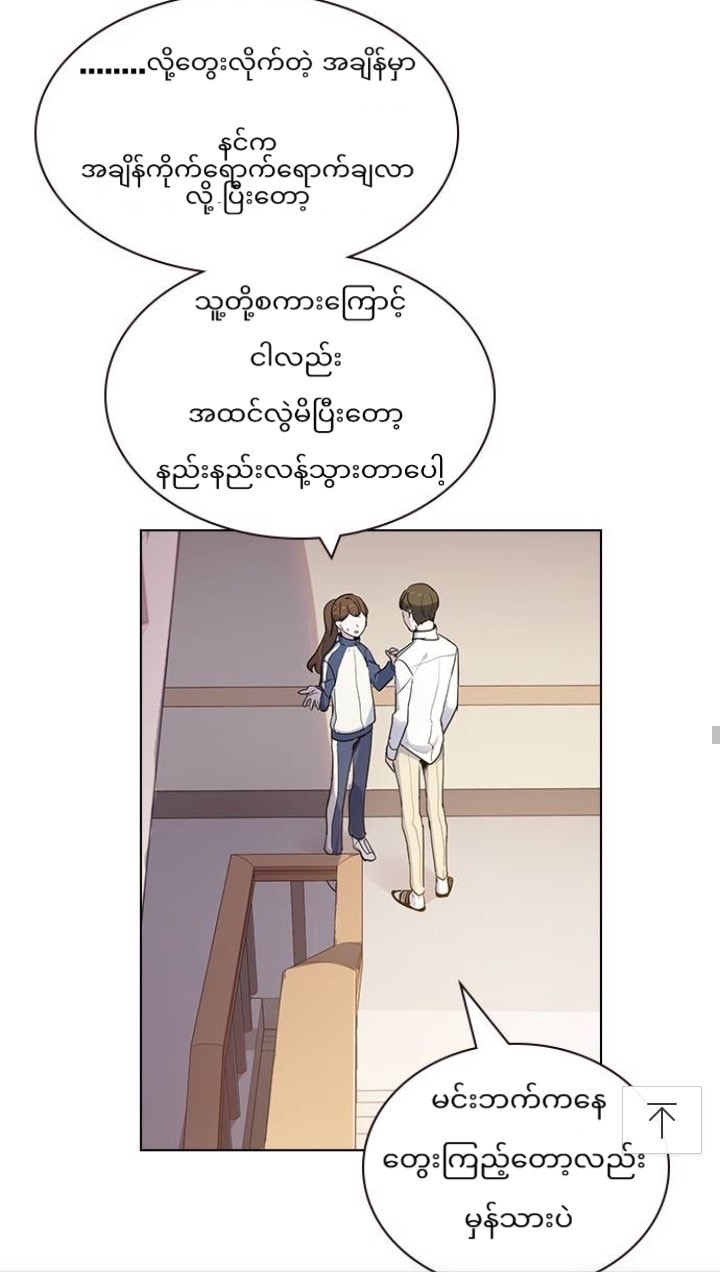 ........လို့တွေးလိုက်တဲ့ အချိန်မှာ
နင်က
အချိန်ကိုက်ရောက်ရောက်ချလာ
လို့ ပြီးတော့
သူ့တို့စကားကြောင့်
ငါလည်း
အထင်လွဲမိပြီးတော့
နည်းနည်းလန့်သွားတာပေါ့
မင်းဘက်ကနေ
တွေးကြည့်တော့လည်း
မှန်သားပဲ